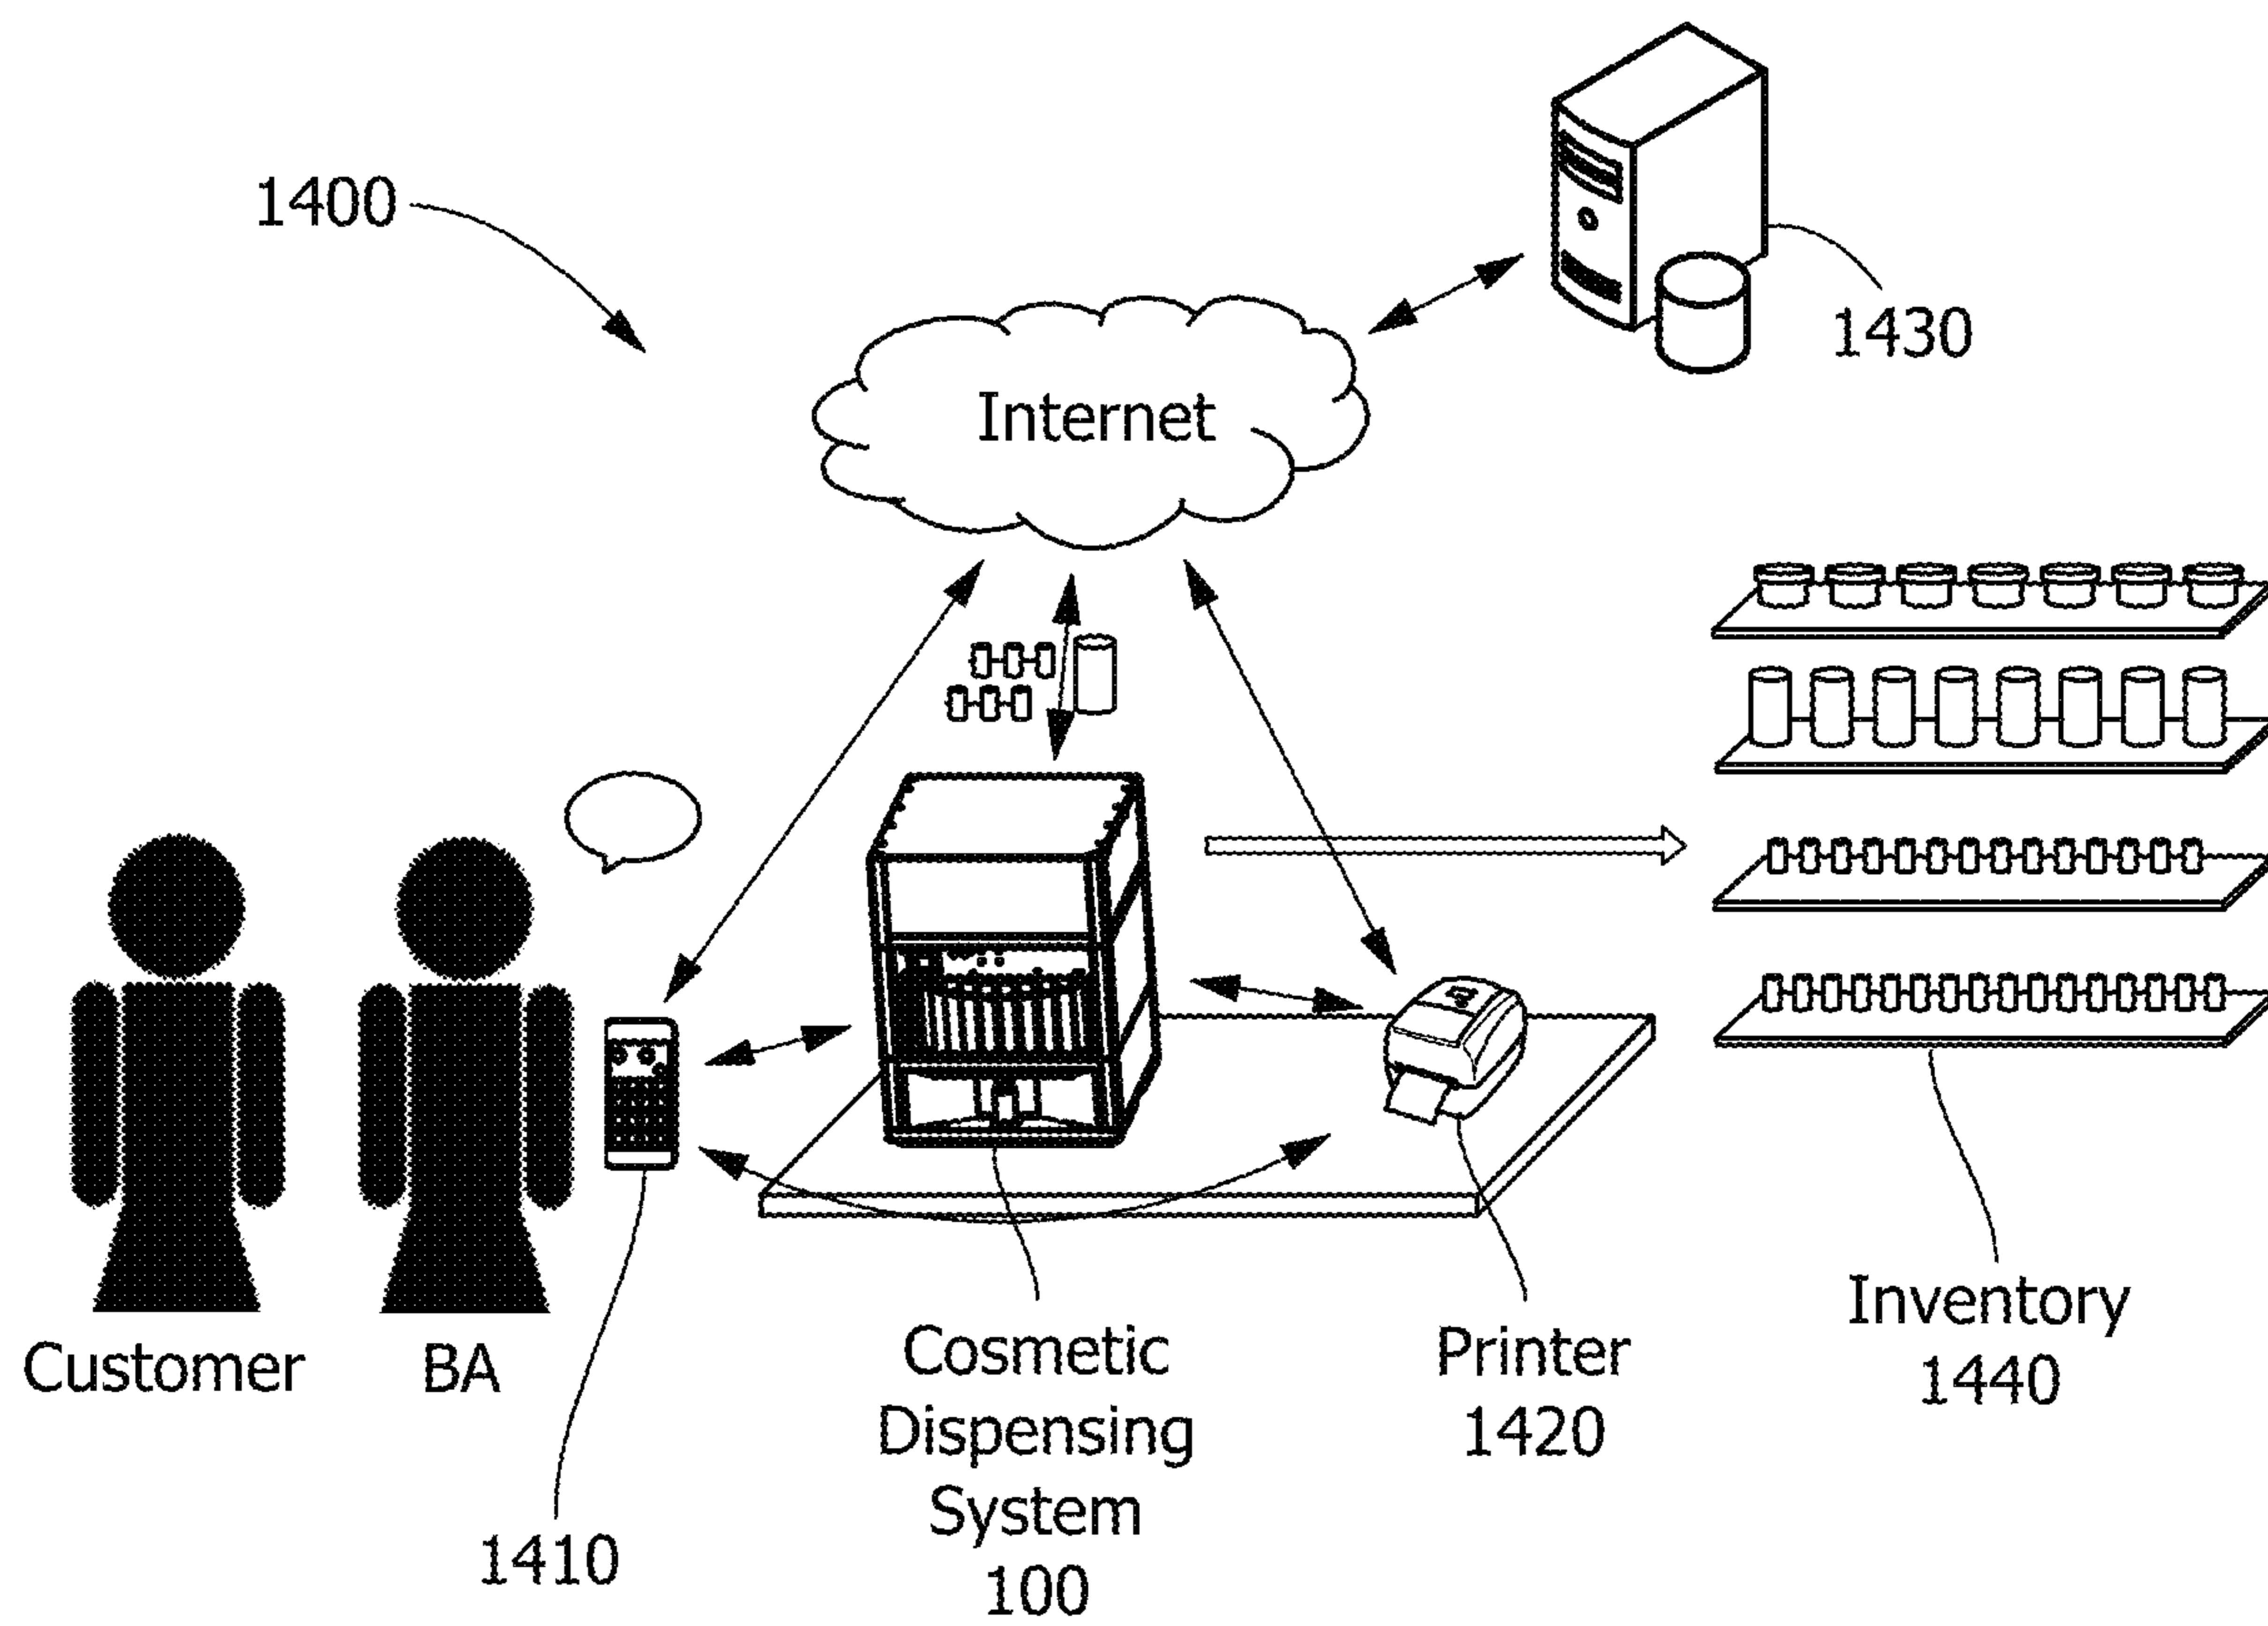 1400
1430
Internet
Customer
BA
1410
Cosmetic
Dispensing
System
100
Printer
1420
Inventory
1440